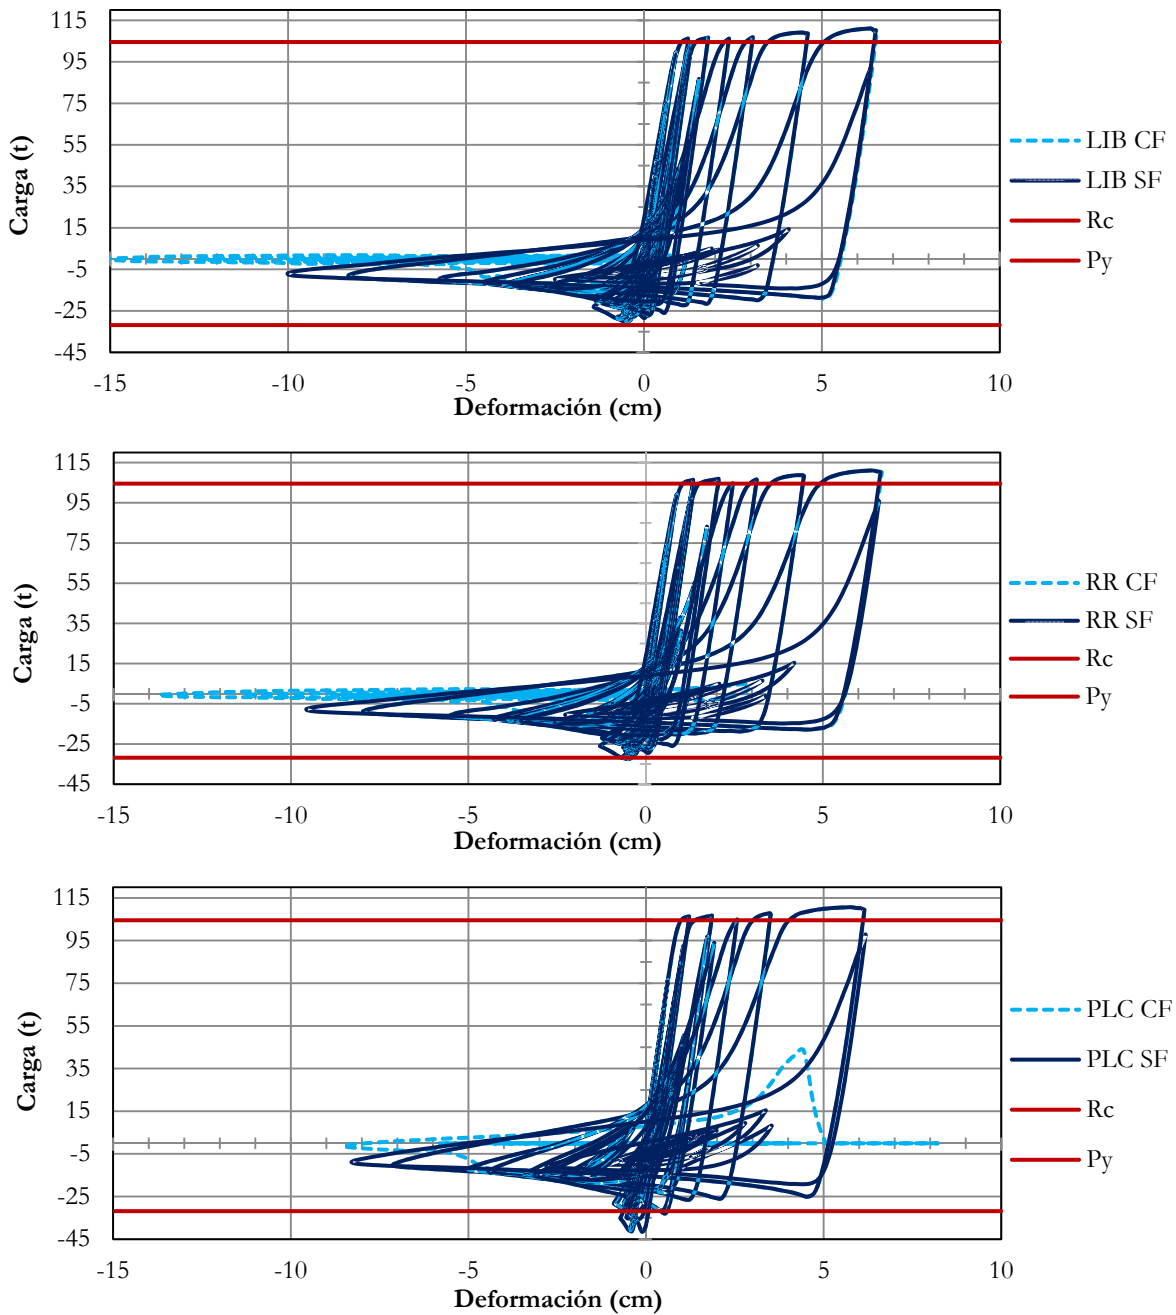 115
95
75
55
35
15
-5
-25
-45
Carga (t)
-15 -10 -5 0 5 10
Deformación (cm)
LIB CF
LIB SF
Rc
Py
115
95
75
55
35
15
-5
-25
-45
Carga (t)
-15 -10 -5 0 5 10
Deformación (cm)
RR CF
RR SF
Rc
Py
115
95
75
55
35
15
-5
-25
-45
Carga (t)
-15 -10 -5 0 5 10
Deformación (cm)
PLC CF
PLC SF
Rc
Py